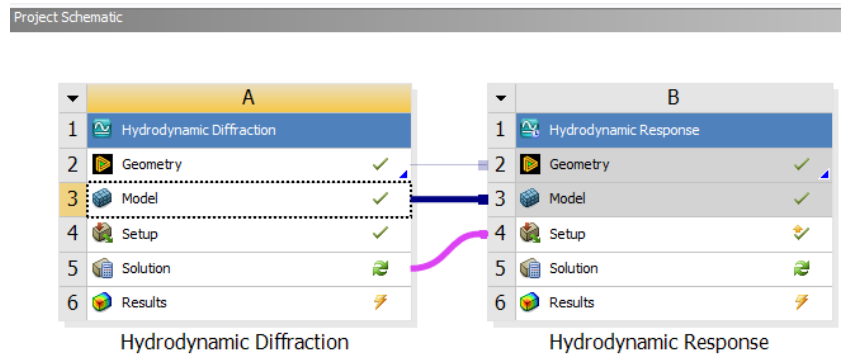 Project Schematic
A
1 Hydrodynamic Diffraction
2 Geometry
3 Model
4 Setup
5 Solution
6 Results
Hydrodynamic Diffraction
B
1 Hydrodynamic Response
2 Geometry
3 Model
4 Setup
5 Solution
6 Results
Hydrodynamic Response